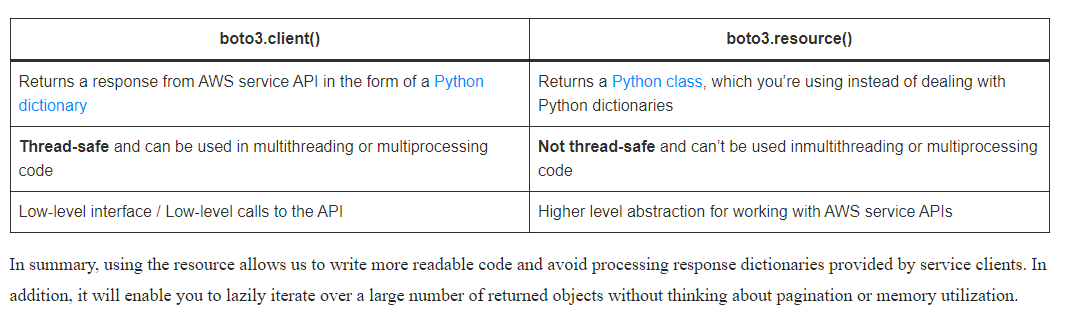 boto3.client()
boto3.resource()
Returns a response from AWS service API in the form of a Python
dictionary
Returns a Python class, which you're using instead of dealing with
Python dictionaries
Thread-safe and can be used in multithreading or multiprocessing
code
Not thread-safe and can't be used inmultithreading or multiprocessing
code
Low-level interface / Low-level calls to the API
Higher level abstraction for working with AWS service APIs
In summary, using the resource allows us to write more readable code and avoid processing response dictionaries provided by service clients. In
addition, it will enable you to lazily iterate over a large number of returned objects without thinking about pagination or memory utilization.